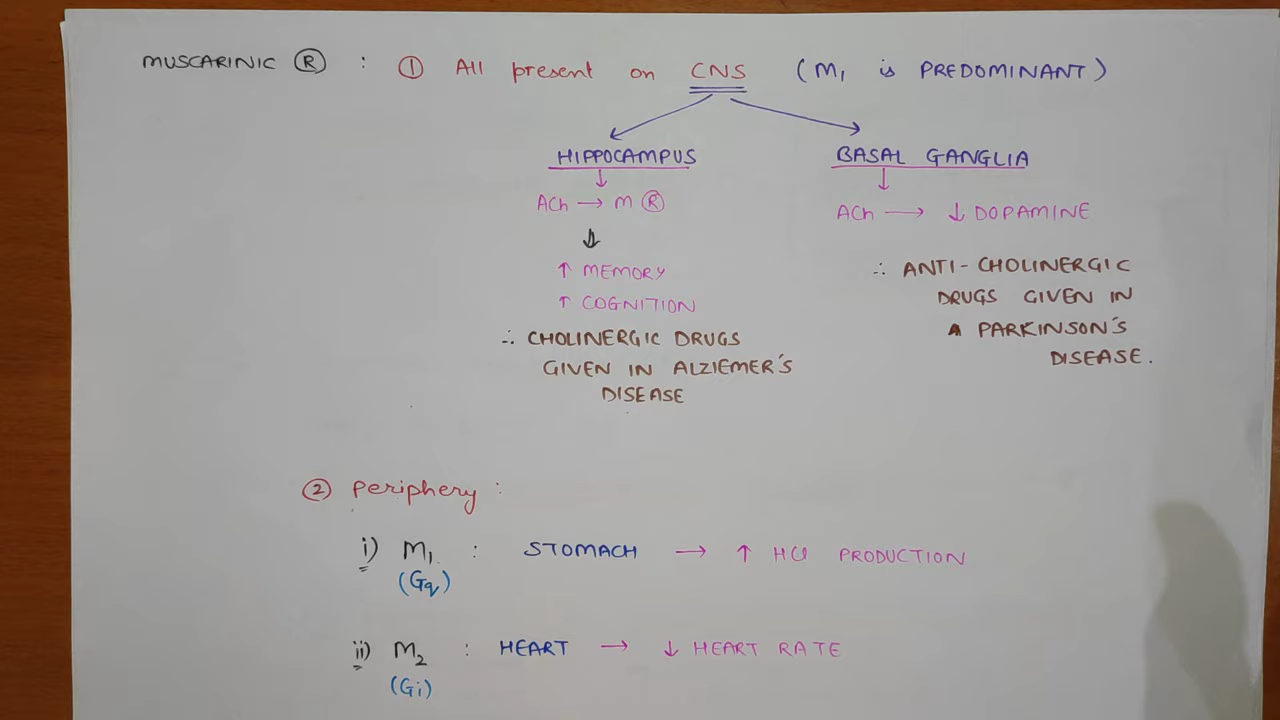 MUSCARINIC Ⓡ : ① All present on CNS (M₁ is PREDOMINANT)
HIPPOCAMPUS
ACh → M Ⓡ
↓
↑ MEMORY
↑ COGNITION
∴ CHOLINERGIC DRUGS
GIVEN IN ALZIEMER'S
DISEASE
BASAL GANGLIA
ACh → ↓ DOPAMINE
∴ ANTI-CHOLINERGIC
DRUGS GIVEN IN
PARKINSON'S
DISEASE.
② Periphery :
i) M₁ : STOMACH → ↑ HCl PRODUCTION
(Gq)
ii) M₂ : HEART → ↓ HEART RATE
(Gi)